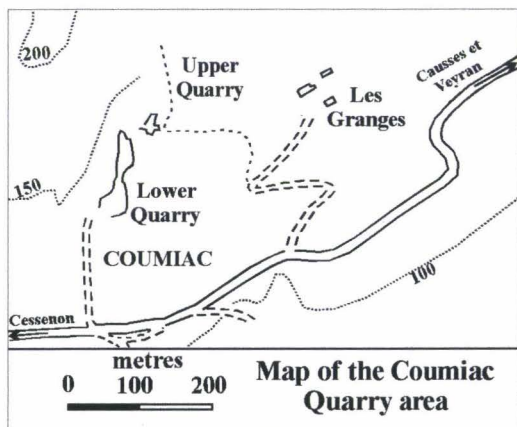 200
Upper
Quarry
Causses et
Veyran
Les
Granges
150
Lower
Quarry
COUMIAC
100
Cessenon
metres
0 100 200
Map of the Coumiac
Quarry area